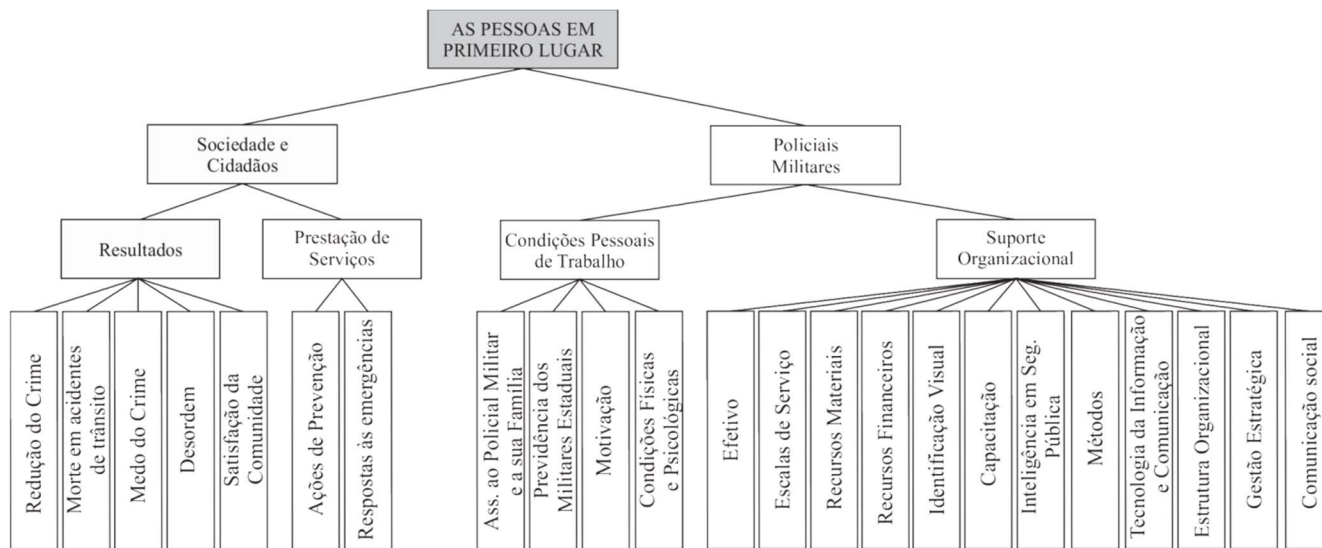 AS PESSOAS EM
PRIMEIRO LUGAR
Sociedade e
Cidadãos
Policiais
Militares
Resultados
Prestação de
Serviços
Condições Pessoais
de Trabalho
Suporte
Organizacional
Redução do Crime
Morte em acidentes
de trânsito
Medo do Crime
Desordem
Satisfação da
Comunidade
Ações de Prevenção
Respostas às emergências
Ass. ao Policial Militar
e a sua Família
Previdência dos
Militares Estaduais
Motivação
Condições Físicas
e Psicológicas
Efetivo
Escalas de Serviço
Recursos Materiais
Recursos Financeiros
Identificação Visual
Capacitação
Inteligência em Seg.
Pública
Métodos
Tecnologia da Informação
e Comunicação
Estrutura Organizacional
Gestão Estratégica
Comunicação social